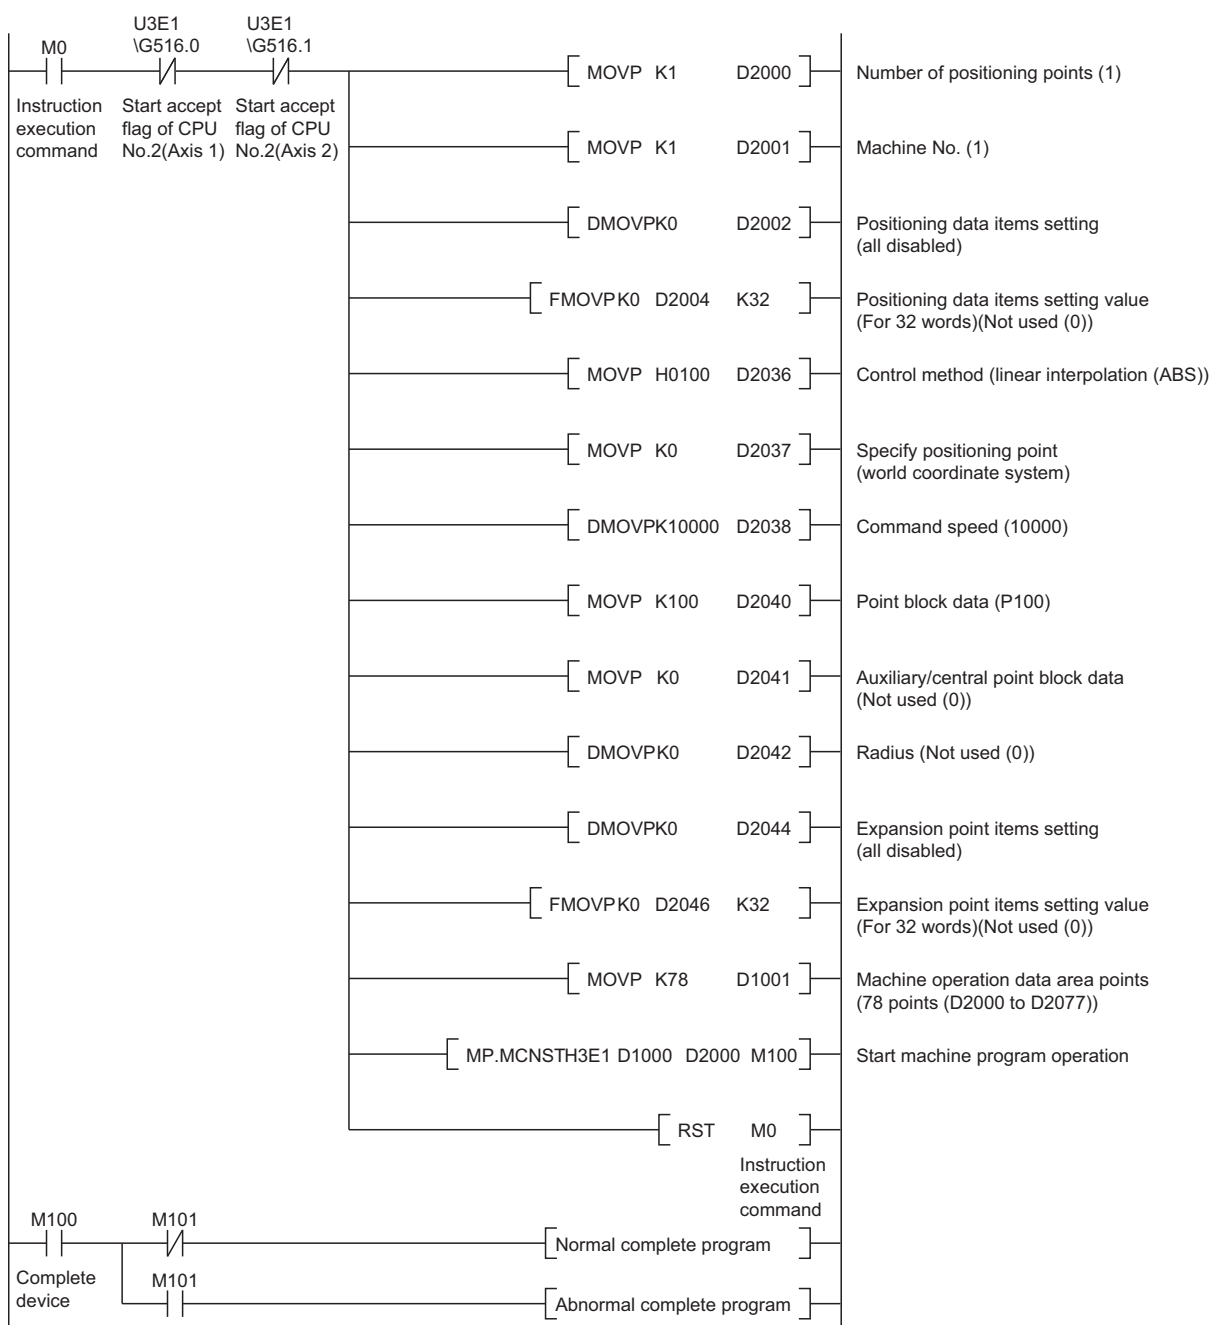 U3E1 U3E1
M0 \G516.0 \G516.1
MOVP K1 D2000 Number of positioning points (1)
Instruction Start accept Start accept
execution flag of CPU flag of CPU
command No.2(Axis 1) No.2(Axis 2)
MOVP K1 D2001 Machine No. (1)
DMOVPK0 D2002 Positioning data items setting
(all disabled)
FMOVPK0 D2004 K32 Positioning data items setting value
(For 32 words)(Not used (0))
MOVP H0100 D2036 Control method (linear interpolation (ABS))
MOVP K0 D2037 Specify positioning point
(world coordinate system)
DMOVPK10000 D2038 Command speed (10000)
MOVP K100 D2040 Point block data (P100)
MOVP K0 D2041 Auxiliary/central point block data
(Not used (0))
DMOVPK0 D2042 Radius (Not used (0))
DMOVPK0 D2044 Expansion point items setting
(all disabled)
FMOVPK0 D2046 K32 Expansion point items setting value
(For 32 words)(Not used (0))
MOVP K78 D1001 Machine operation data area points
(78 points (D2000 to D2077))
MP.MCNSTH3E1 D1000 D2000 M100 Start machine program operation
RST M0
Instruction
execution
command
M100 M101
Normal complete program
Complete
device
M101
Abnormal complete program